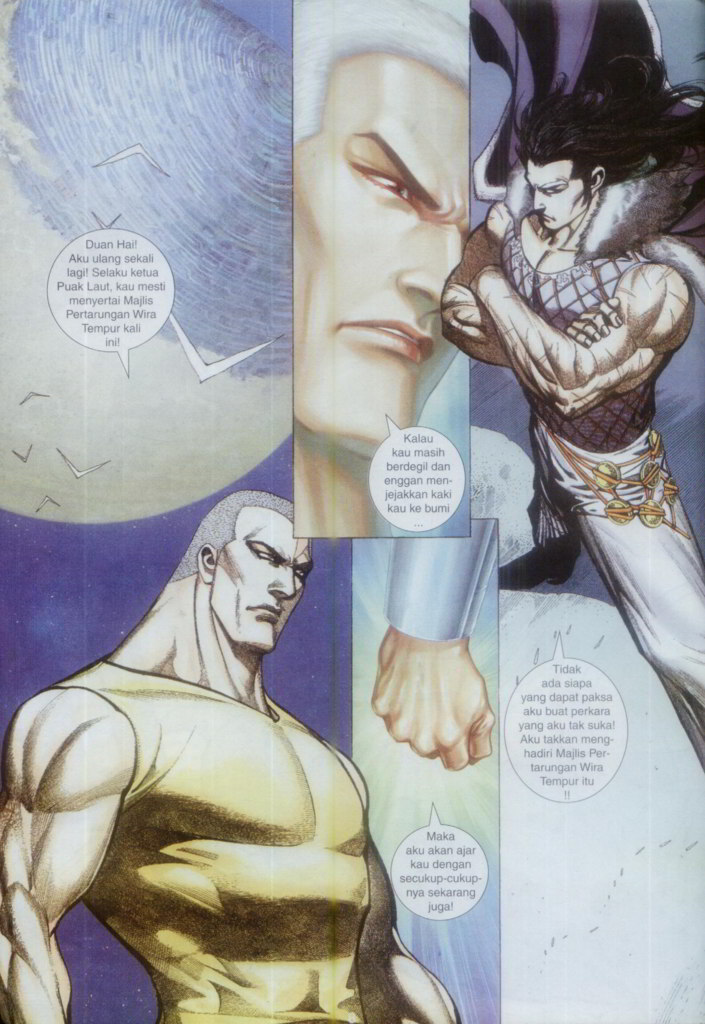 Duan Hai!
Aku ulang sekali
lagi! Selaku ketua
Puak Laut, kau mesti
menyertai Majlis
Pertarungan Wira
Tempur kali
ini!
Kalau
kau masih
berdegil dan
enggan men-
jejakkan kaki
kau ke bumi
...
Tidak
ada siapa
yang dapat paksa
aku buat perkara
yang aku tak suka!
Aku takkan meng-
hadiri Majlis Per-
tarungan Wira
Tempur itu
!!
Maka
aku akan ajar
kau dengan
secukup-cukup-
nya sekarang
juga!